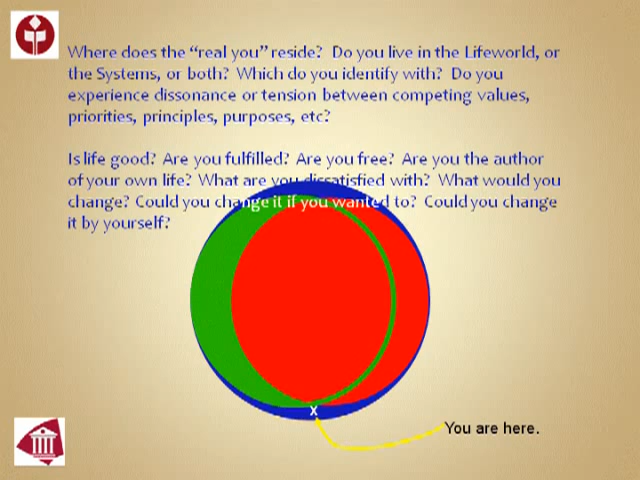 Where does the “real you” reside?  Do you live in the Lifeworld, or
the Systems, or both?  Which do you identify with?  Do you
experience dissonance or tension between competing values,
priorities, principles, purposes, etc?
Is life good?  Are you fulfilled?  Are you free?  Are you the author
of your own life?  What are you dissatisfied with?  What would you
change? Could you change it if you wanted to?  Could you change
it by yourself?
X
You are here.